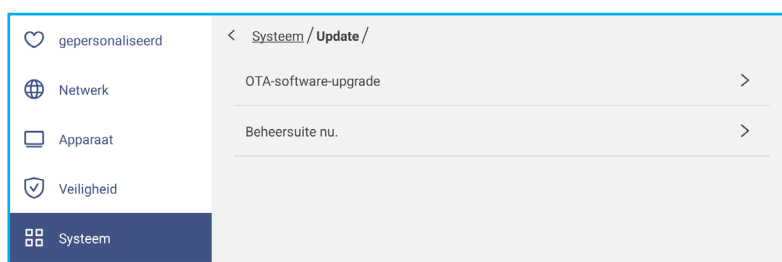 gepersonaliseerd
Netwerk
Apparaat
Veiligheid
Systeem
Systeem / Update /
OTA-software-upgrade
Beheersuite nu.